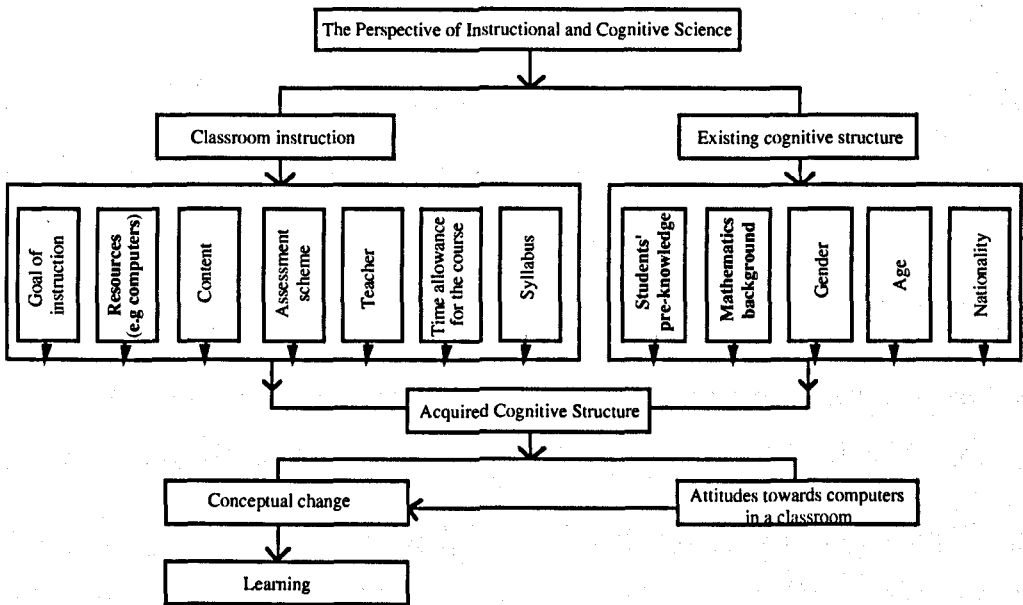 The Perspective of Instructional and Cognitive Science
Classroom instruction
Existing cognitive structure
Goal of
instruction
Resources
(e.g computers)
Content
Assessment
scheme
Teacher
Time allowance
for the course
Syllabus
Students'
pre-knowledge
Mathematics
background
Gender
Age
Nationality
Acquired Cognitive Structure
Conceptual change
Attitudes towards computers
in a classroom
Learning